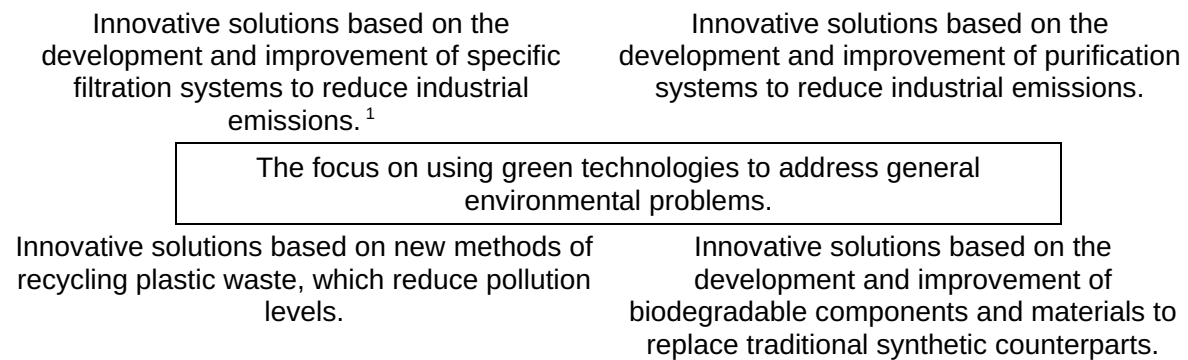 Innovative solutions based on the
development and improvement of specific
filtration systems to reduce industrial
emissions. 1
Innovative solutions based on the
development and improvement of purification
systems to reduce industrial emissions.
The focus on using green technologies to address general
environmental problems.
Innovative solutions based on new methods of
recycling plastic waste, which reduce pollution
levels.
Innovative solutions based on the
development and improvement of
biodegradable components and materials to
replace traditional synthetic counterparts.